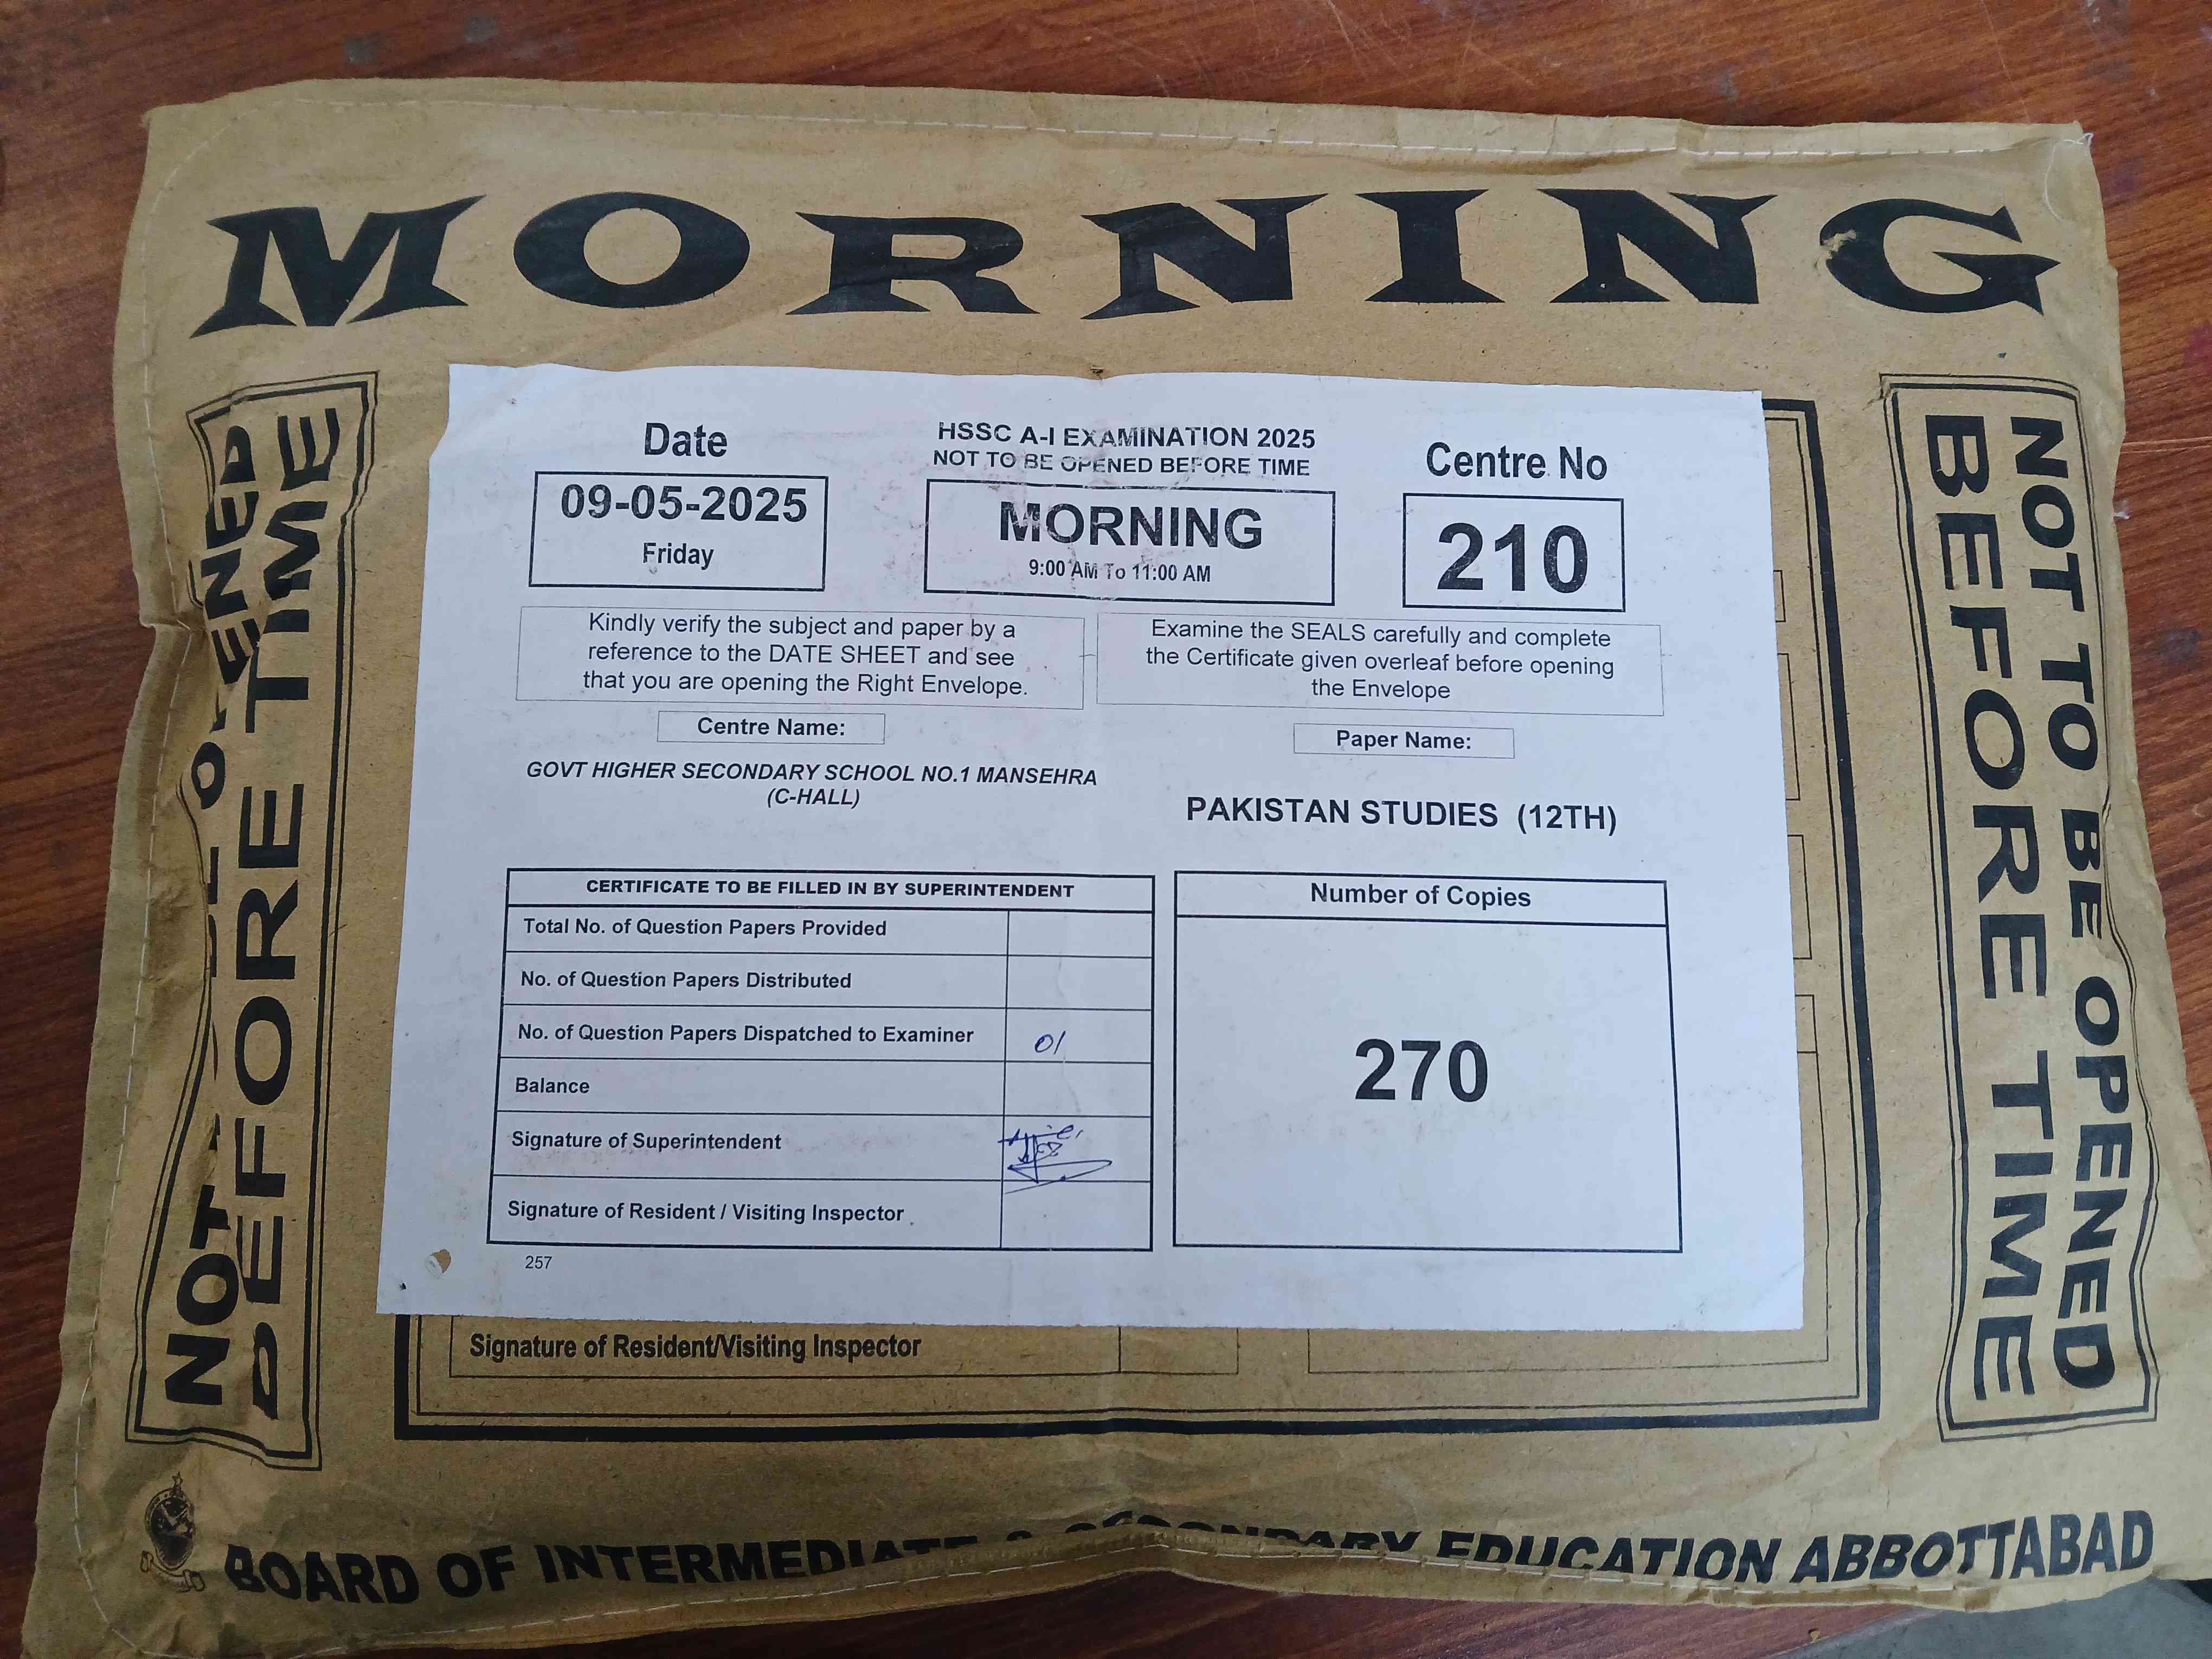 MORNING
NOT TO BE OPENED
BEFORE TIME
Date
09-05-2025
Friday
HSSC A-I EXAMINATION 2025
NOT TO BE OPENED BEFORE TIME
MORNING
9:00 AM To 11:00 AM
Centre No
210
Kindly verify the subject and paper by a
reference to the DATE SHEET and see
that you are opening the Right Envelope.
Examine the SEALS carefully and complete
the Certificate given overleaf before opening
the Envelope
Centre Name:
GOVT HIGHER SECONDARY SCHOOL NO.1 MANSEHRA
(C-HALL)
Paper Name:
PAKISTAN STUDIES (12TH)
CERTIFICATE TO BE FILLED IN BY SUPERINTENDENT
Total No. of Question Papers Provided
No. of Question Papers Distributed
No. of Question Papers Dispatched to Examiner 01
Balance
Signature of Superintendent
Signature of Resident / Visiting Inspector
257
Number of Copies
270
NOT TO BE OPENED
BEFORE TIME
Signature of Resident/Visiting Inspector
BOARD OF INTERMEDIATE & SECONDARY EDUCATION ABBOTTABAD